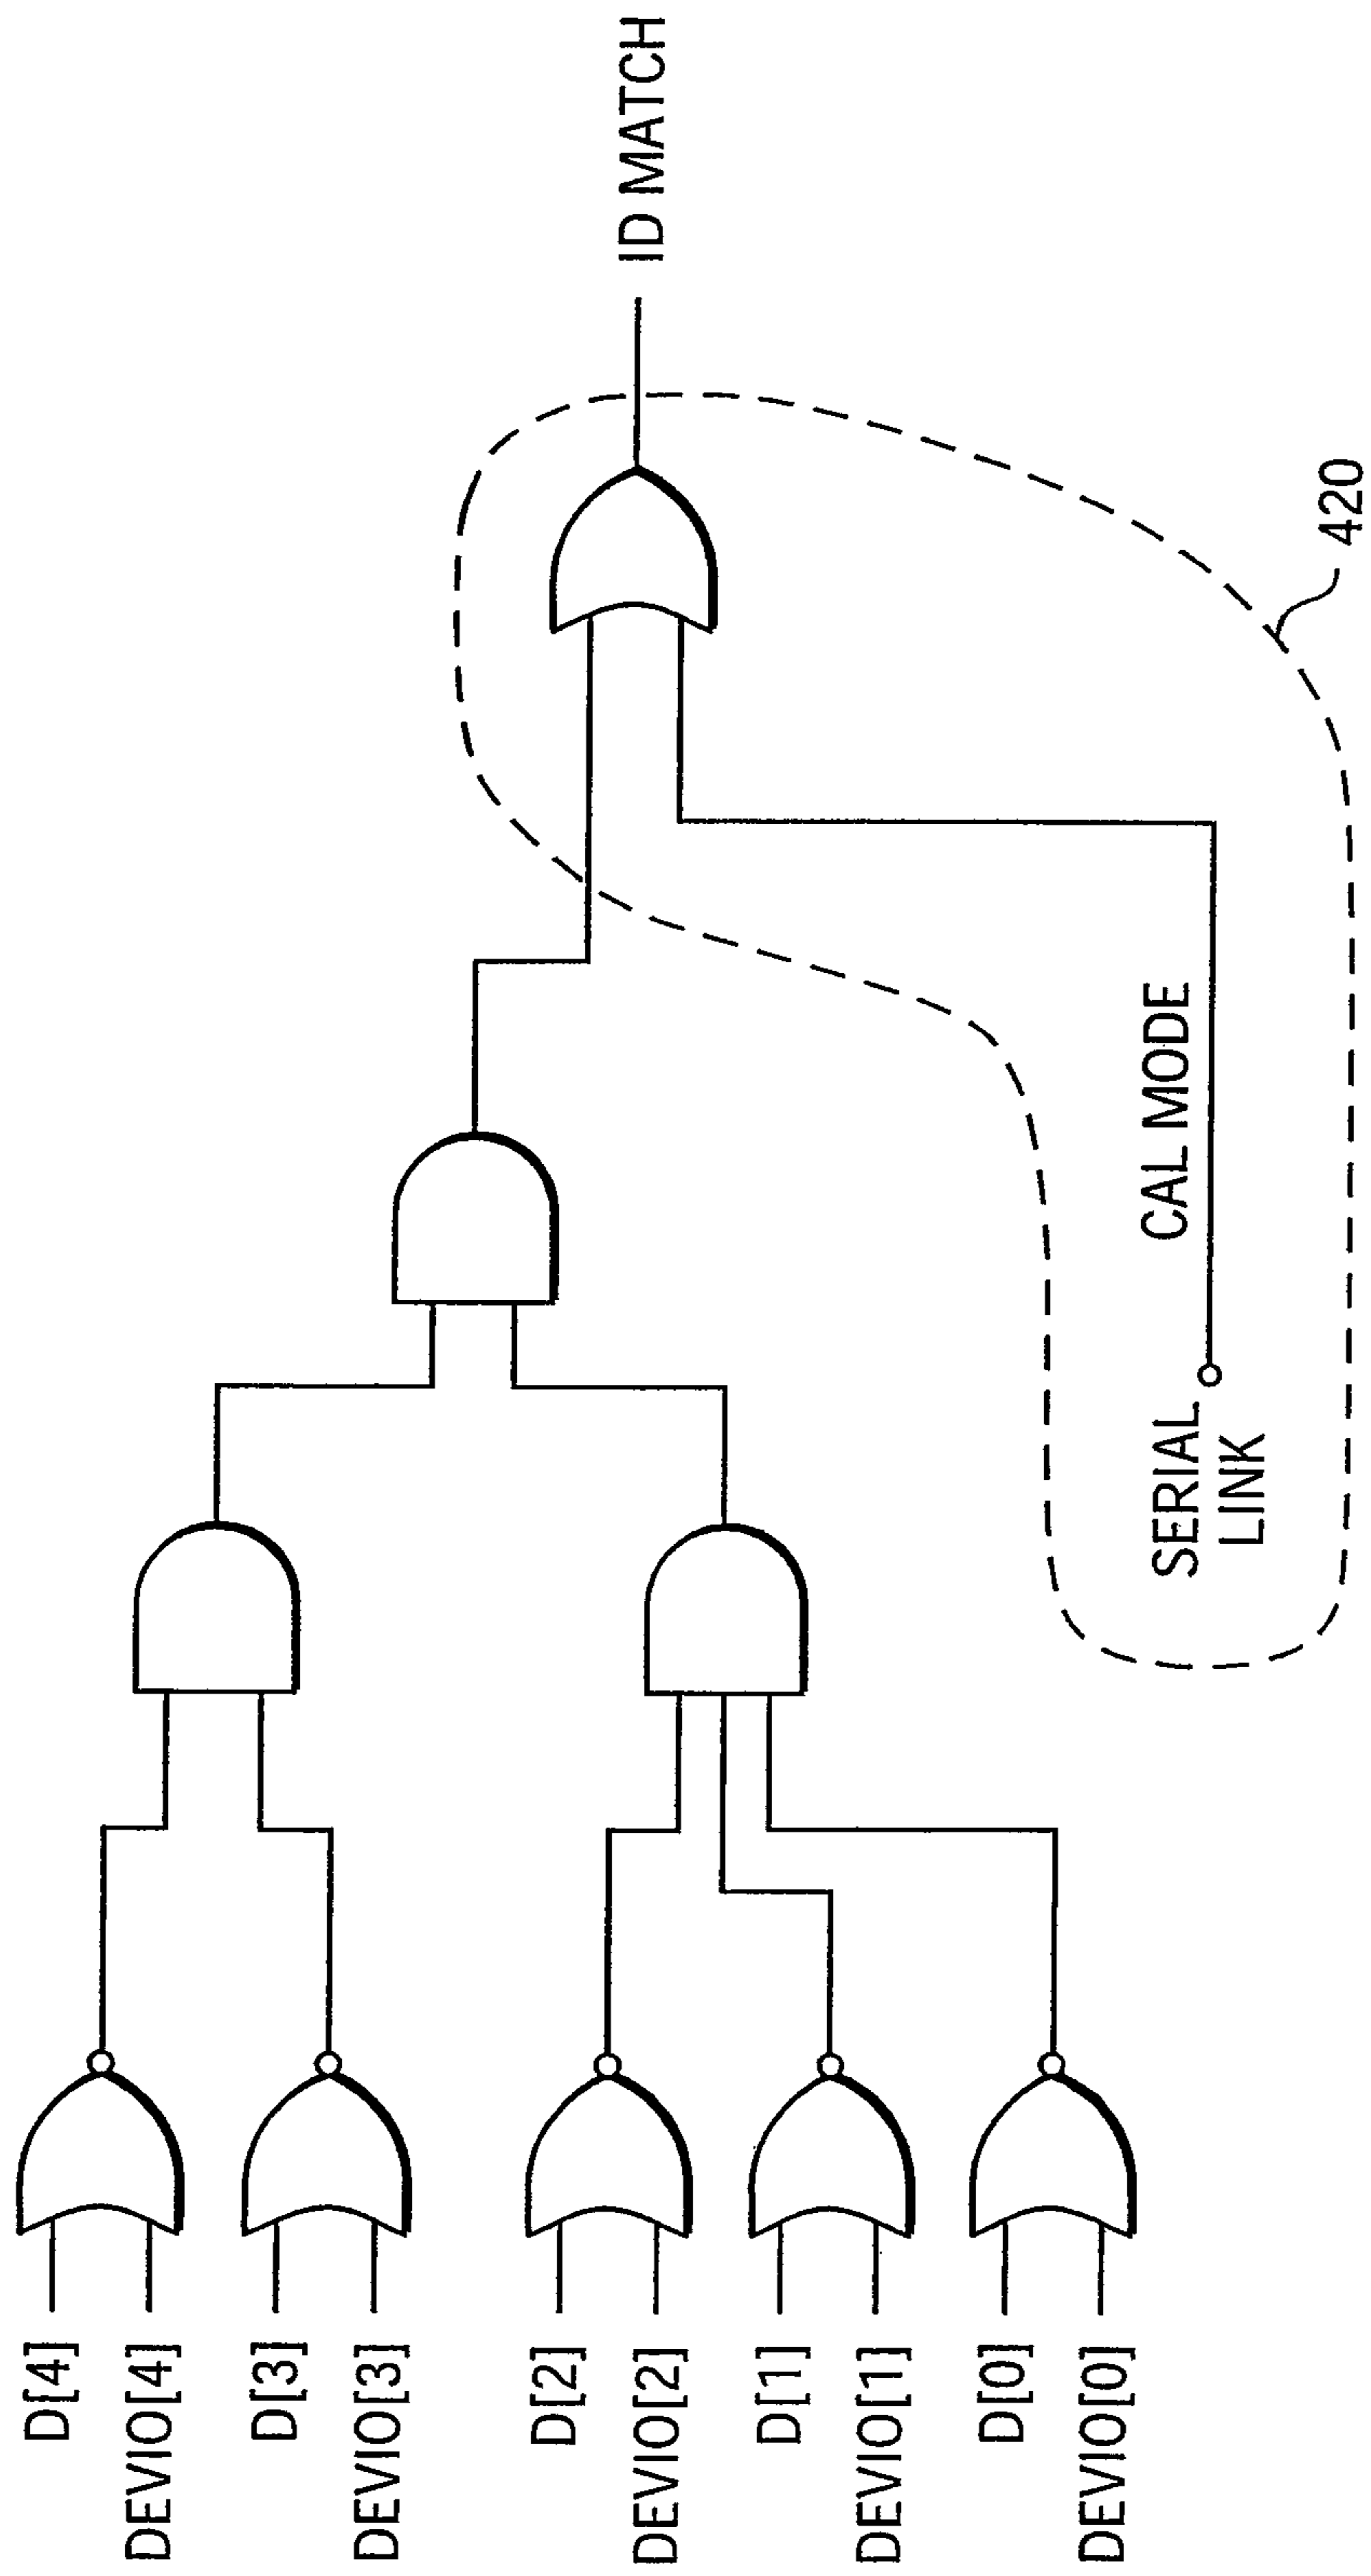 D[4]
DEVIO[4]
D[3]
DEVIO[3]
D[2]
DEVIO[2]
D[1]
DEVIO[1]
D[0]
DEVIO[0]
SERIAL
LINK
CAL MODE
420
ID MATCH